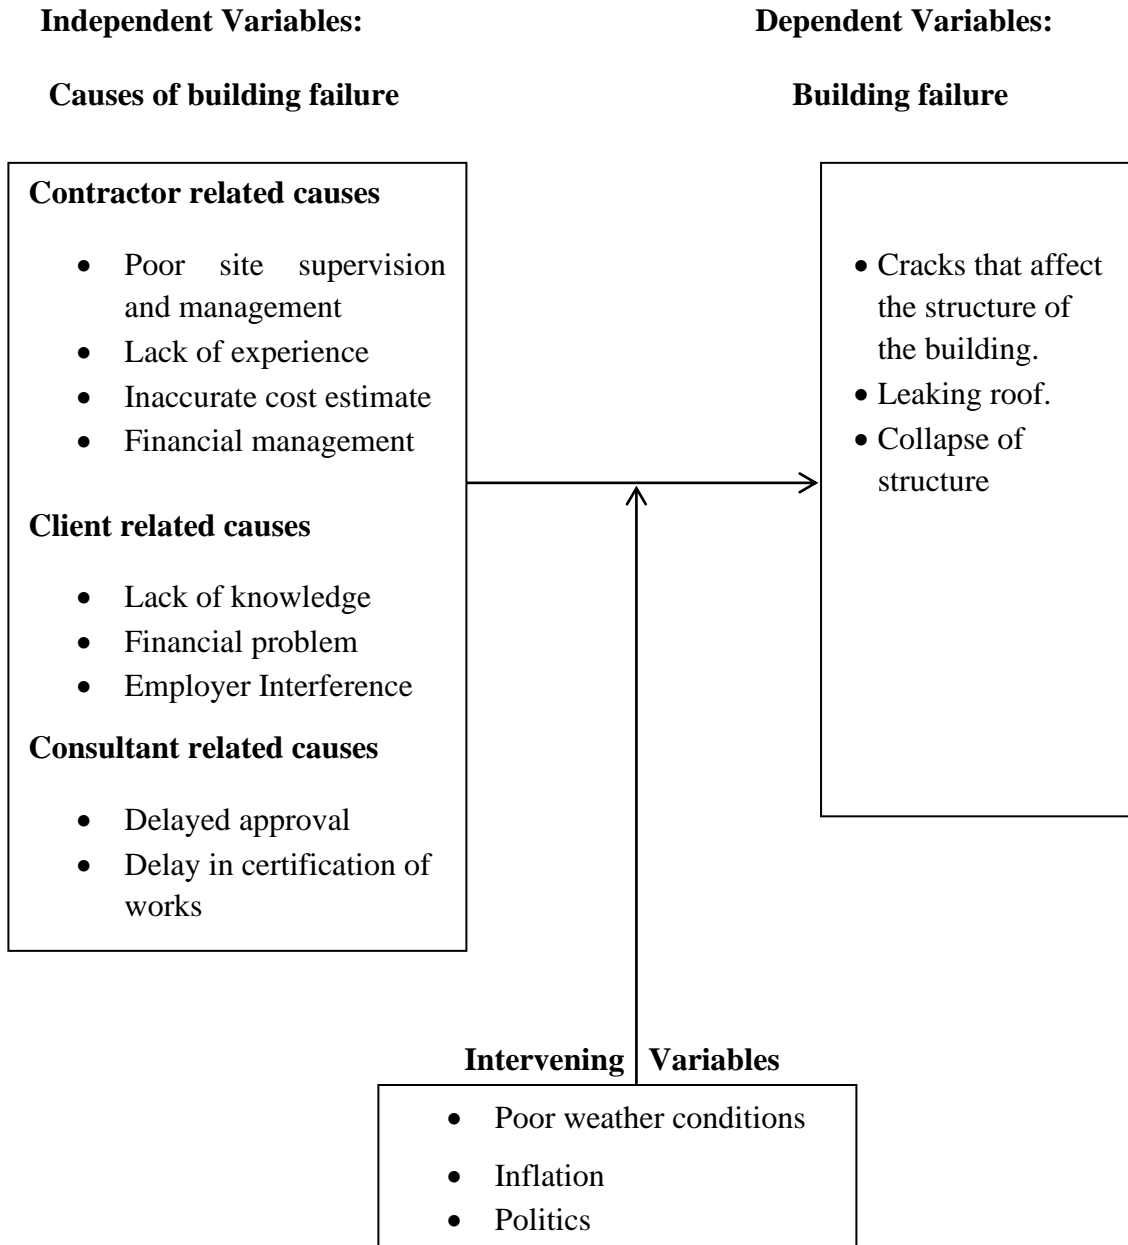 Independent Variables:
Causes of building failure
Contractor related causes
• Poor site supervision
and management
• Lack of experience
• Inaccurate cost estimate
• Financial management
Client related causes
• Lack of knowledge
• Financial problem
• Employer Interference
Consultant related causes
• Delayed approval
• Delay in certification of
works
Dependent Variables:
Building failure
• Cracks that affect
the structure of
the building.
• Leaking roof.
• Collapse of
structure
Intervening Variables
• Poor weather conditions
• Inflation
• Politics